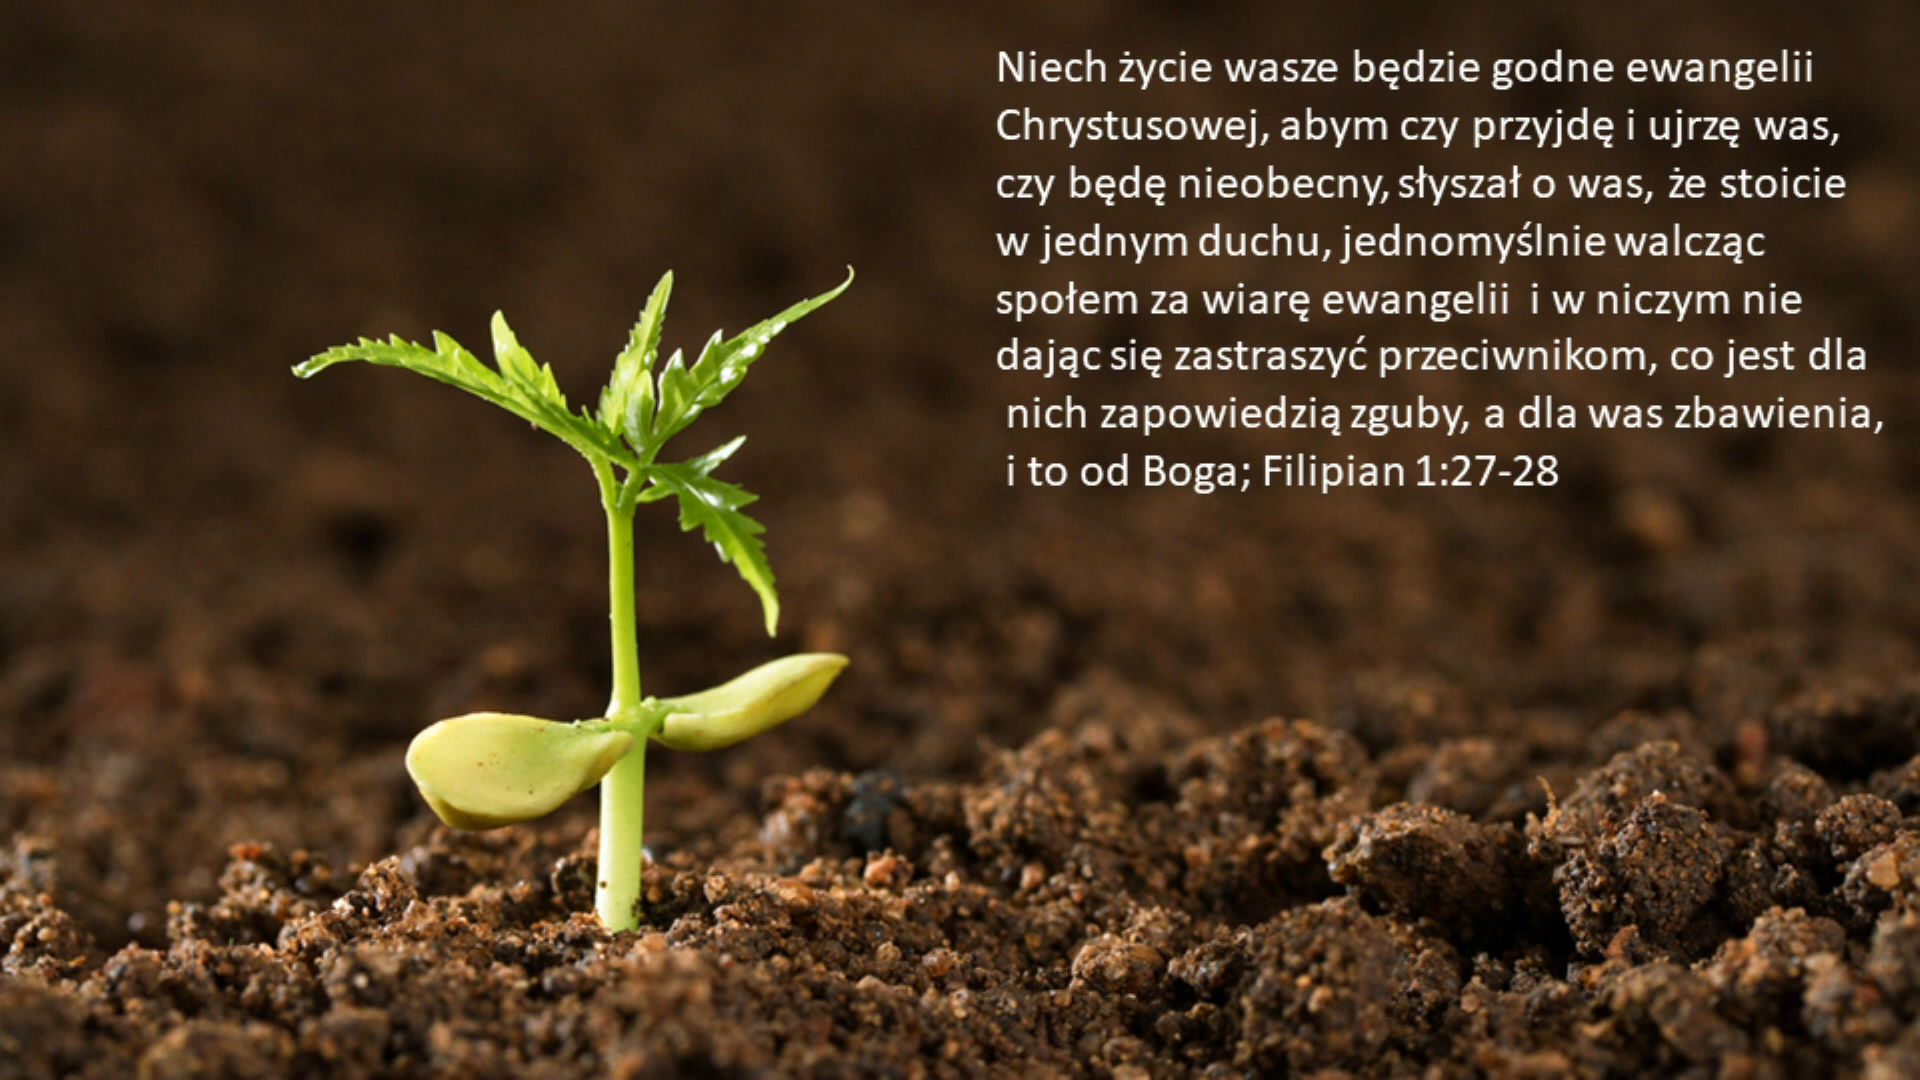 Niech życie wasze będzie godne ewangelii
Chrystusowej, abym czy przyjdę i ujrzę was,
czy będę nieobecny, słyszał o was, że stoicie
w jednym duchu, jednomyślnie walcząc
społem za wiarę ewangelii i w niczym nie
dając się zastraszyć przeciwnikom, co jest dla
nich zapowiedzią zguby, a dla was zbawienia,
i to od Boga; Filipian 1:27-28